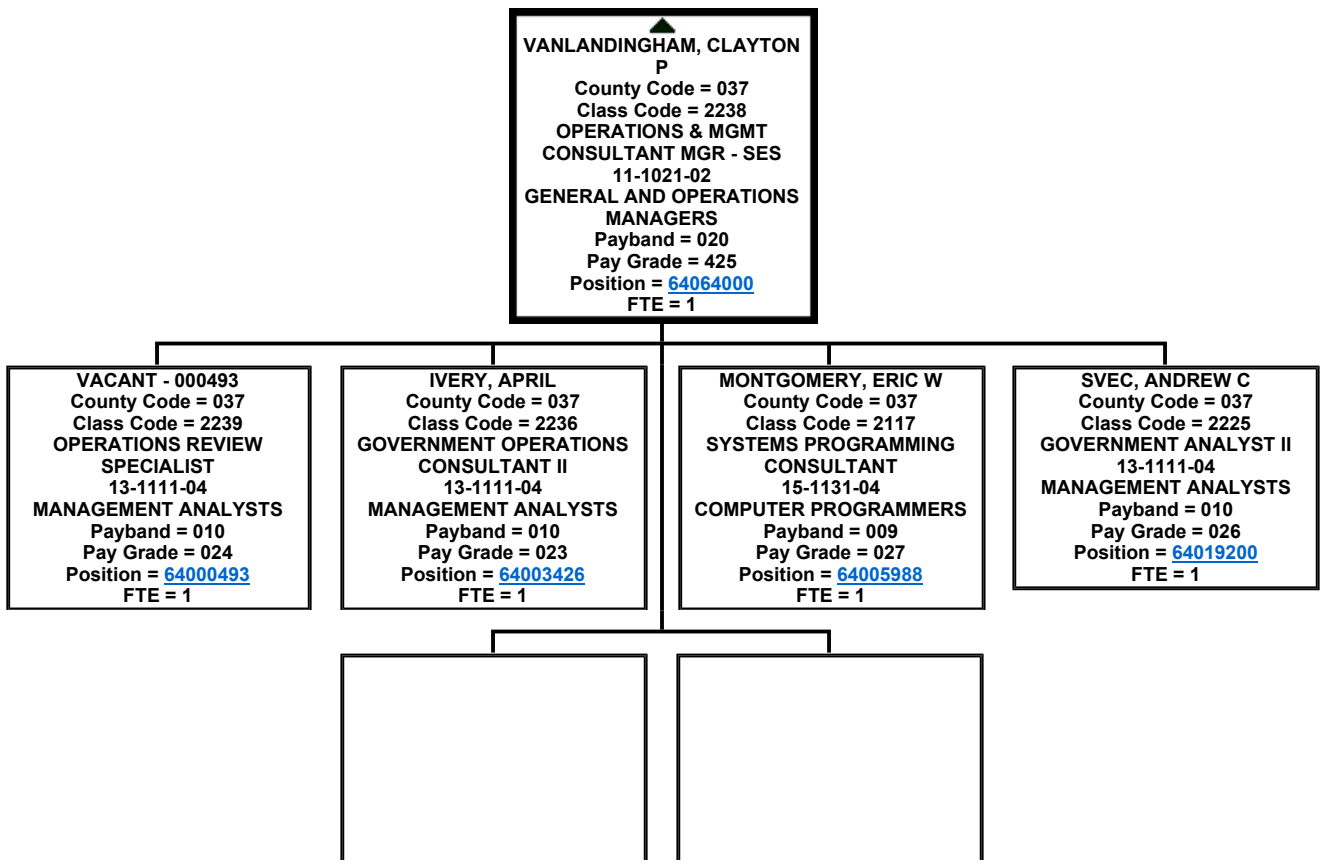 VANLANDINGHAM, CLAYTON
P
County Code = 037
Class Code = 2238
OPERATIONS & MGMT
CONSULTANT MGR - SES
11-1021-02
GENERAL AND OPERATIONS
MANAGERS
Payband = 020
Pay Grade = 425
Position = 64064000
FTE = 1
VACANT - 000493
County Code = 037
Class Code = 2239
OPERATIONS REVIEW
SPECIALIST
13-1111-04
MANAGEMENT ANALYSTS
Payband = 010
Pay Grade = 024
Position = 64000493
FTE = 1
IVERY, APRIL
County Code = 037
Class Code = 2236
GOVERNMENT OPERATIONS
CONSULTANT II
13-1111-04
MANAGEMENT ANALYSTS
Payband = 010
Pay Grade = 023
Position = 64003426
FTE = 1
MONTGOMERY, ERIC W
County Code = 037
Class Code = 2117
SYSTEMS PROGRAMMING
CONSULTANT
15-1131-04
COMPUTER PROGRAMMERS
Payband = 009
Pay Grade = 027
Position = 64005988
FTE = 1
SVEC, ANDREW C
County Code = 037
Class Code = 2225
GOVERNMENT ANALYST II
13-1111-04
MANAGEMENT ANALYSTS
Payband = 010
Pay Grade = 026
Position = 64019200
FTE = 1